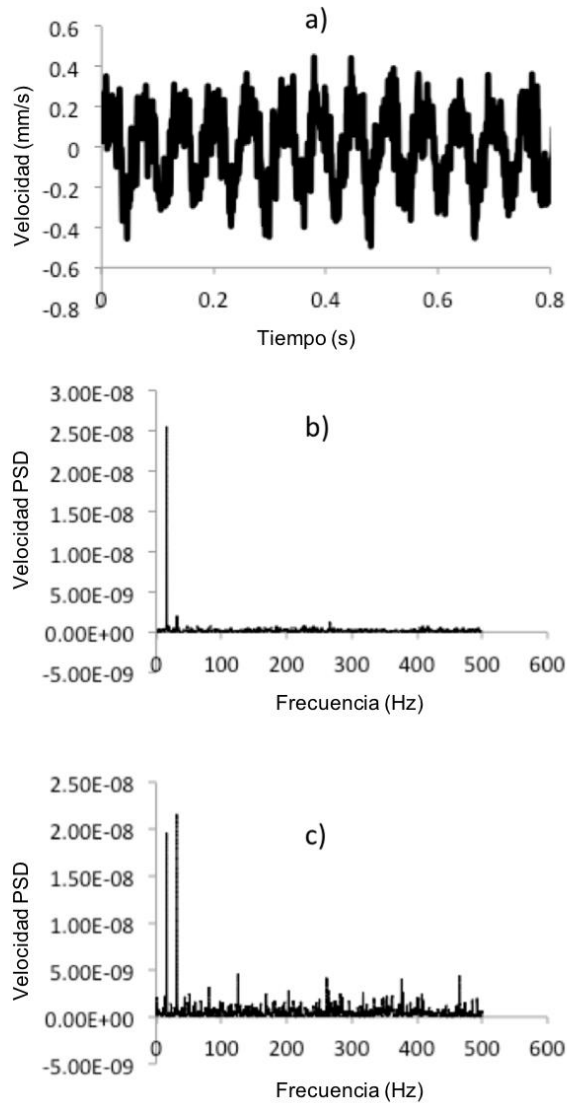 a)
0.6
0.4
0.2
0
-0.2
-0.4
-0.6
-0.8
Velocidad (mm/s)
0 0.2 0.4 0.6 0.8
Tiempo (s)
b)
3.00E-08
2.50E-08
2.00E-08
1.50E-08
1.00E-08
5.00E-09
0.00E+00
-5.00E-09
Velocidad PSD
0 100 200 300 400 500 600
Frecuencia (Hz)
c)
2.50E-08
2.00E-08
1.50E-08
1.00E-08
5.00E-09
0.00E+00
-5.00E-09
Velocidad PSD
0 100 200 300 400 500 600
Frecuencia (Hz)